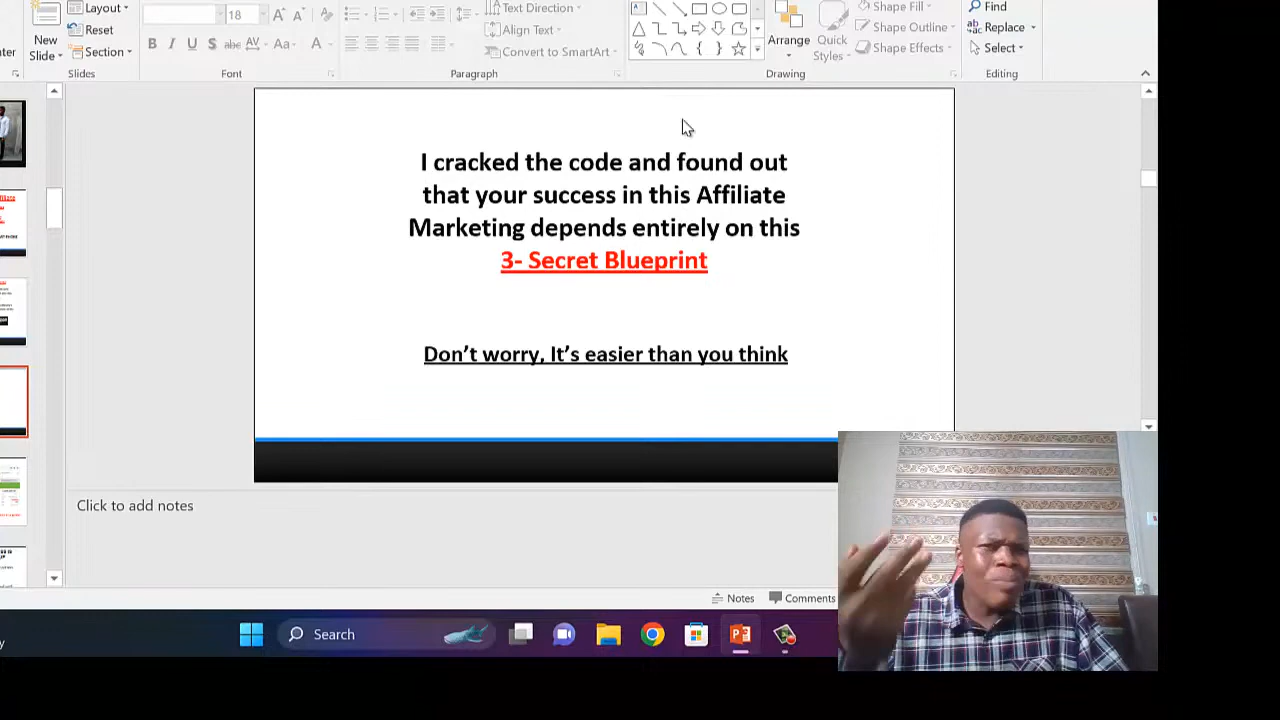 Layout
Reset
Section
New
Slide
Slides
18
B I U S abc AV Aa A
Font
Text Direction
Align Text
Convert to SmartArt
Paragraph
Arrange
Quick
Styles
Shape Fill
Shape Outline
Shape Effects
Drawing
Find
Replace
Select
Editing
I cracked the code and found out
that your success in this Affiliate
Marketing depends entirely on this
3- Secret Blueprint
Don't worry, It's easier than you think
Click to add notes
Notes
Comments
Search